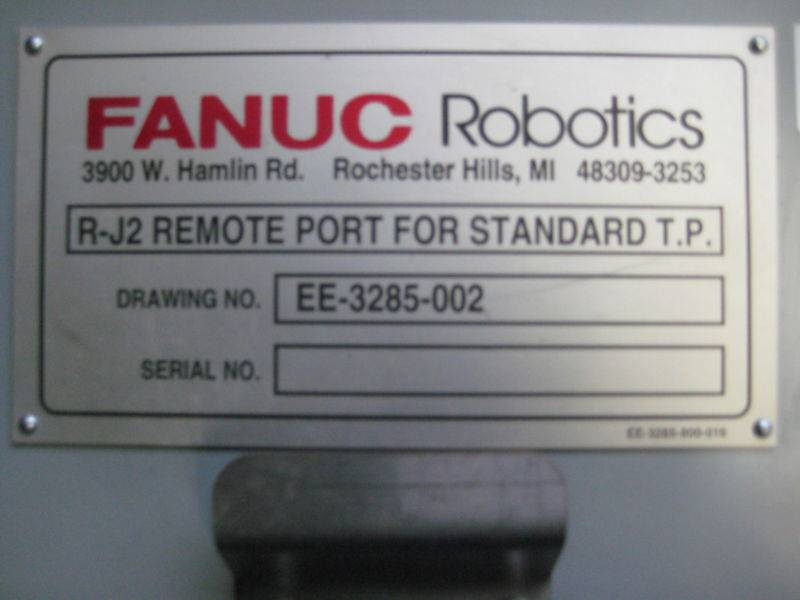 FANUC Robotics
3900 W. Hamlin Rd. Rochester Hills, MI 48309-3253
R-J2 REMOTE PORT FOR STANDARD T.P.
DRAWING NO. EE-3285-002
SERIAL NO.